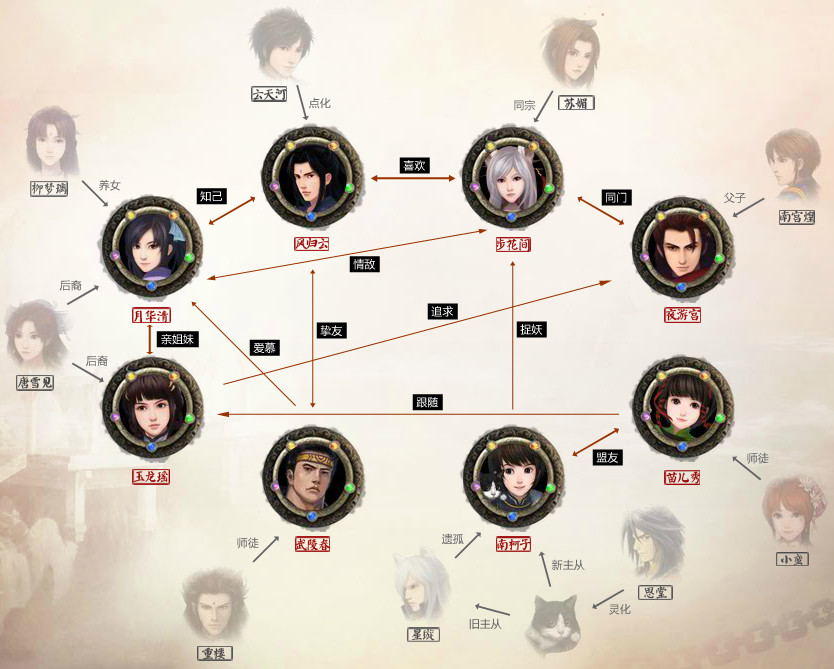 云天河
点化
同宗
苏媚
柳梦璃
养女
知己
喜欢
同门
父子
南宫煌
风归云
步花间
情敌
后裔
月华清
追求
夜游宫
挚友
捉妖
亲姐妹
爱慕
后裔
唐雪见
跟随
盟友
师徒
玉龙瑶
苗儿秀
武陵春
南柯子
师徒
遗孤
新主从
小蛮
思堂
灵化
旧主从
星璇
重楼